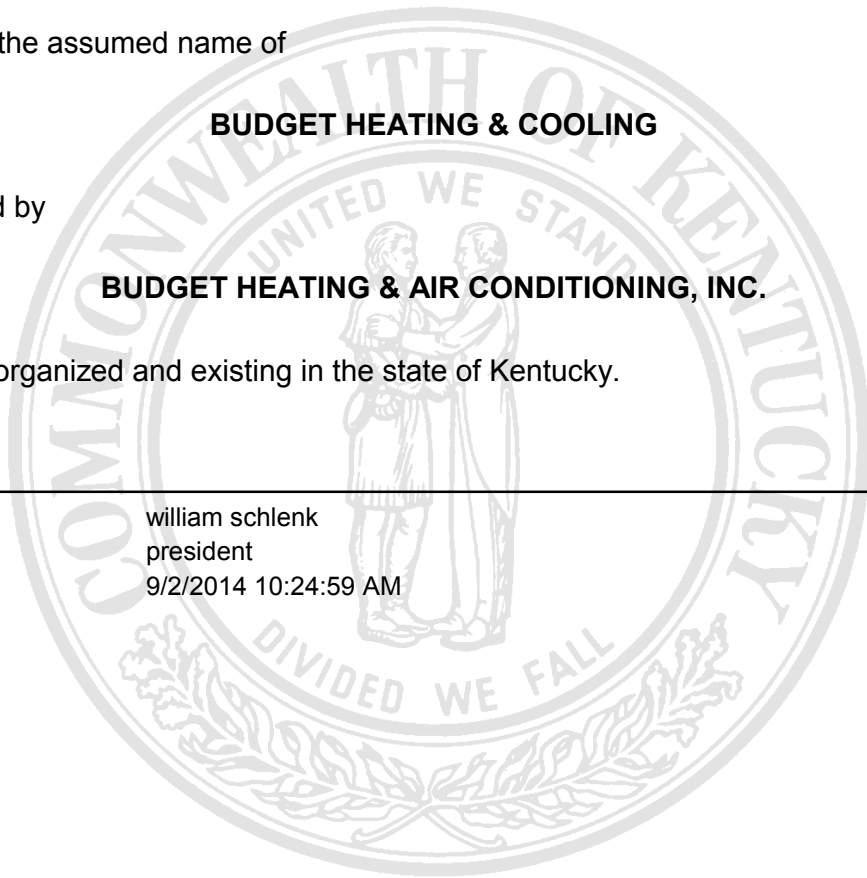 the assumed name of
BUDGET HEATING & COOLING
d by
BUDGET HEATING & AIR CONDITIONING, INC.
organized and existing in the state of Kentucky.
william schlenk
president
9/2/2014 10:24:59 AM
COMMONWEALTH OF KENTUCKY
UNITED WE STAND
DIVIDED WE FALL